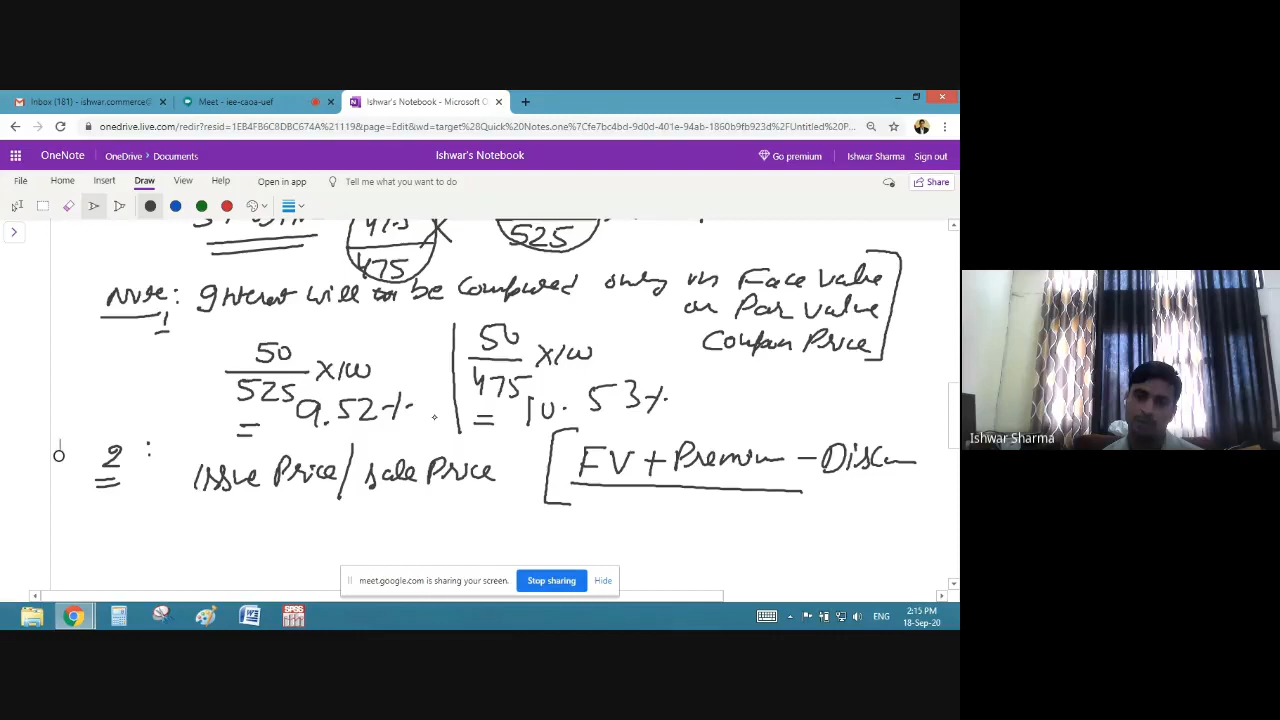 Inbox (181) - ishwar.commerce@
Meet - iee-caoa-uef
Ishwar's Notebook - Microsoft O
onedrive.live.com/redir?resid=1EB4FB6C8DBC674A%21119&page=Edit&wd=target%28Quick%20Notes.one%7Cfe7bc4bd-9d0d-401e-94ab-1860b9fb923d%2FUntitled%20P...
OneNote OneDrive › Documents Ishwar's Notebook Go premium Ishwar Sharma Sign out
File Home Insert Draw View Help Open in app Tell me what you want to do Share
475
475
525
Note: Interest will be Computed only on Face Value
1 or Par value
Coupon Price
50
525 X100
= 9.52%
50
475 X100
= 10.53%
2 : Issue Price/Sale Price [FV + Premium - Discou
meet.google.com is sharing your screen. Stop sharing Hide
ENG
2:15 PM
18-Sep-20
Ishwar Sharma